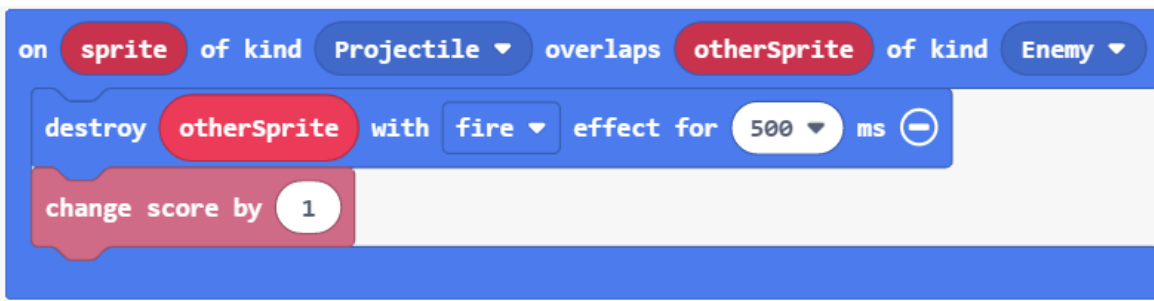 on sprite of kind Projectile overlaps otherSprite of kind Enemy
destroy otherSprite with fire effect for 500 ms
change score by 1